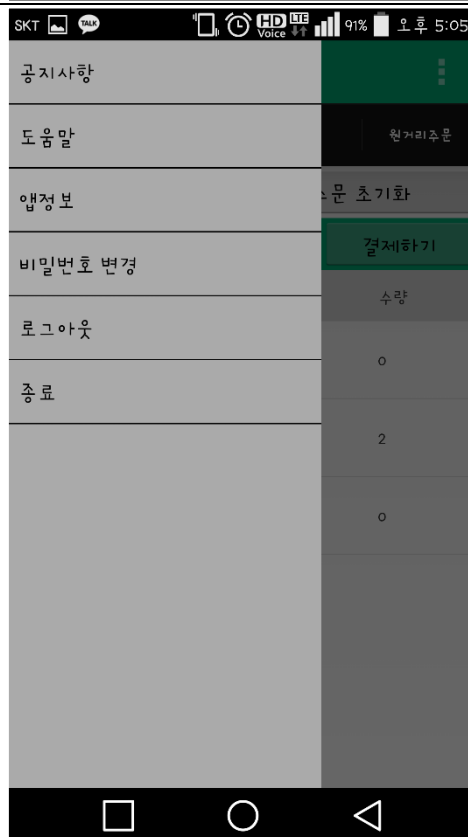 SKT TALK HD Voice LTE 91% 오후 5:05
공지사항
도움말
원거리주문
앱정보
문 초기화
비밀번호 변경
결제하기
수량
로그아웃
0
종료
2
0